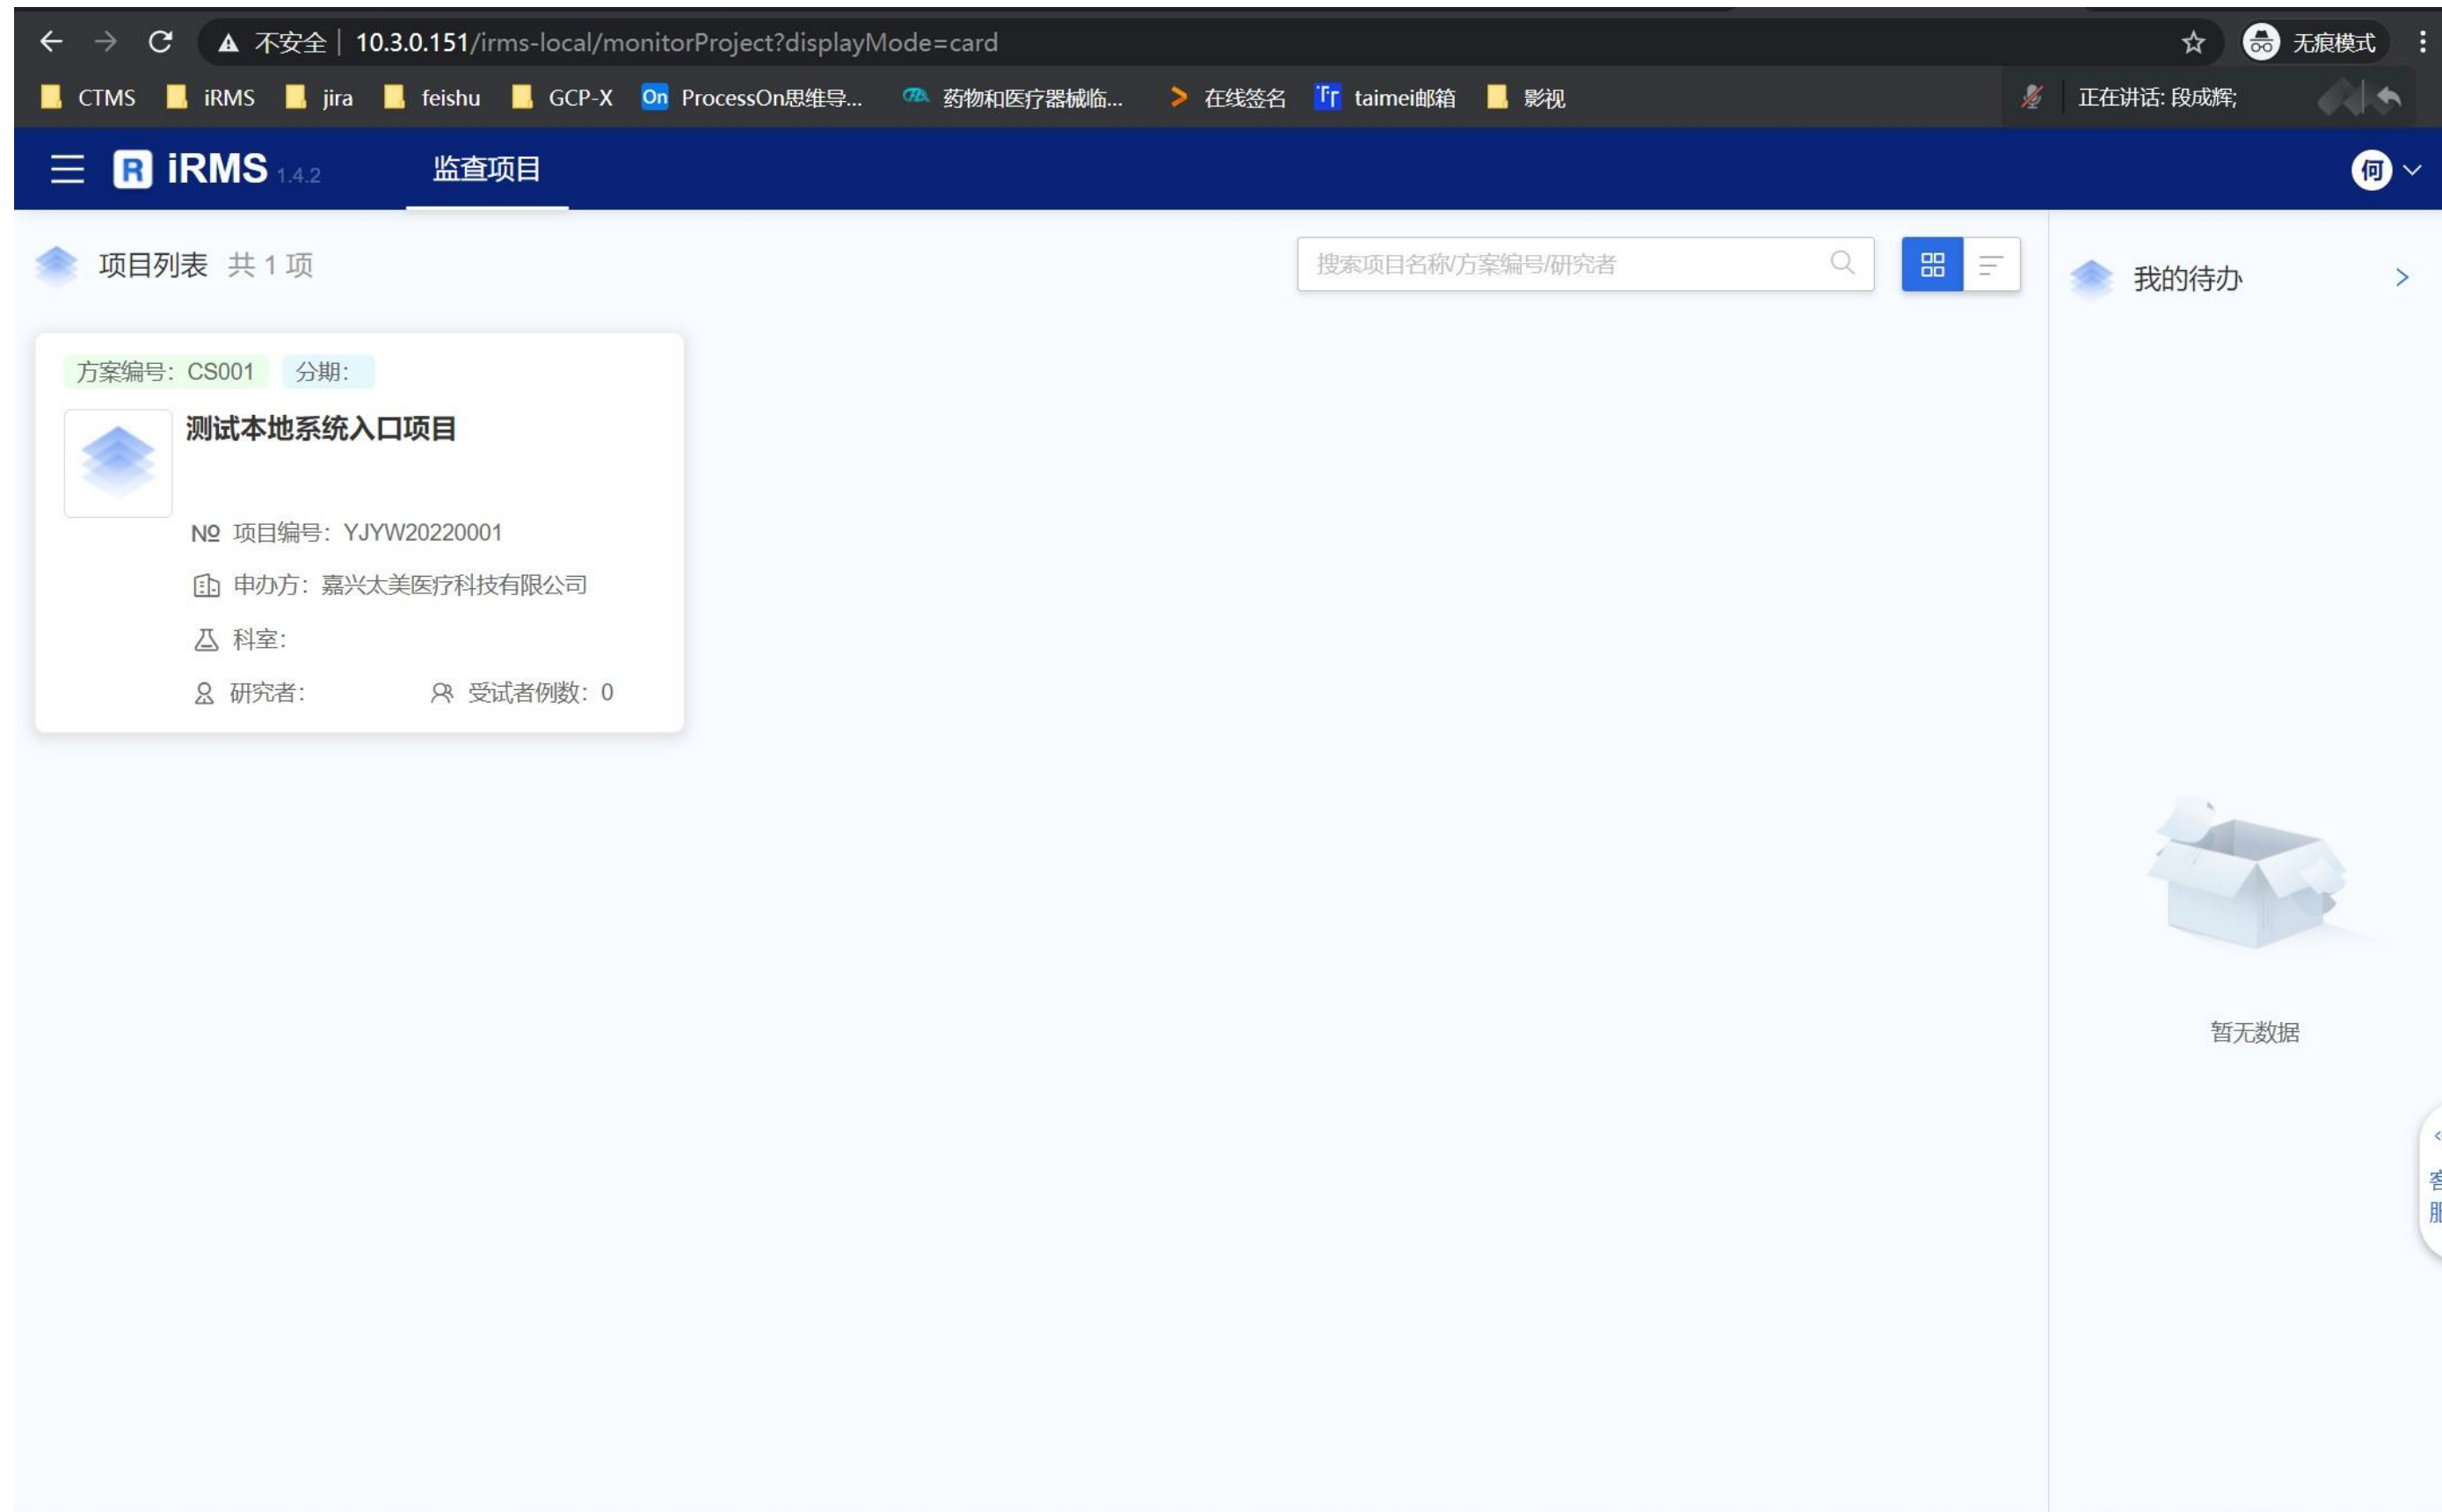 不安全 10.3.0.151/irms-local/monitorProject?displayMode=card 无痕模式
CTMS iRMS jira feishu GCP-X On ProcessOn思维导... 药物和医疗器械临... 在线签名 taimei邮箱 影视 正在讲话: 段成辉;
R iRMS 1.4.2 监查项目 何
项目列表 共 1 项 搜索项目名称/方案编号/研究者 我的待办
方案编号：CS001 分期：
测试本地系统入口项目
№ 项目编号：YJYW20220001
申办方：嘉兴太美医疗科技有限公司
科室：
研究者： 受试者例数：0
暂无数据
客
服